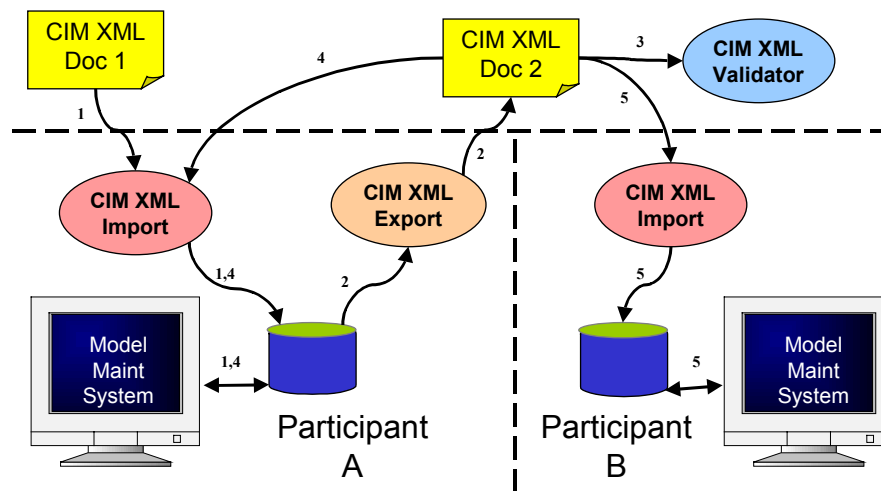 CIM XML
Doc 1
CIM XML
Doc 2
CIM XML
Validator
4
3
5
1
2
CIM XML
Import
CIM XML
Export
CIM XML
Import
1,4
2
5
Model
Maint
System
1,4
5
Model
Maint
System
Participant
A
Participant
B